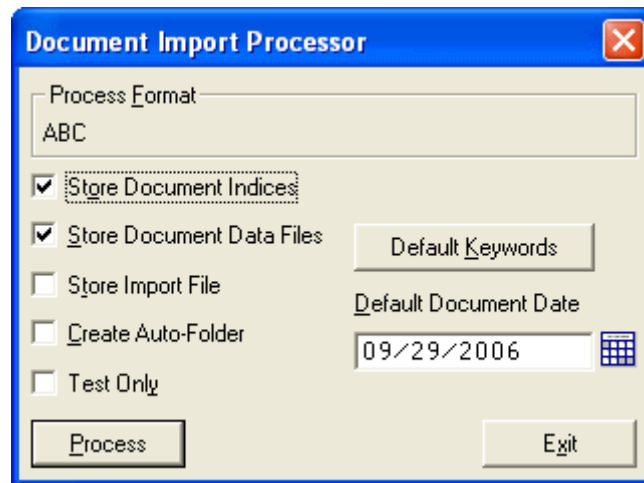 Document Import Processor
Process Format
ABC
Store Document Indices
Store Document Data Files
Default Keywords
Store Import File
Default Document Date
Create Auto-Folder
09/29/2006
Test Only
Process
Exit